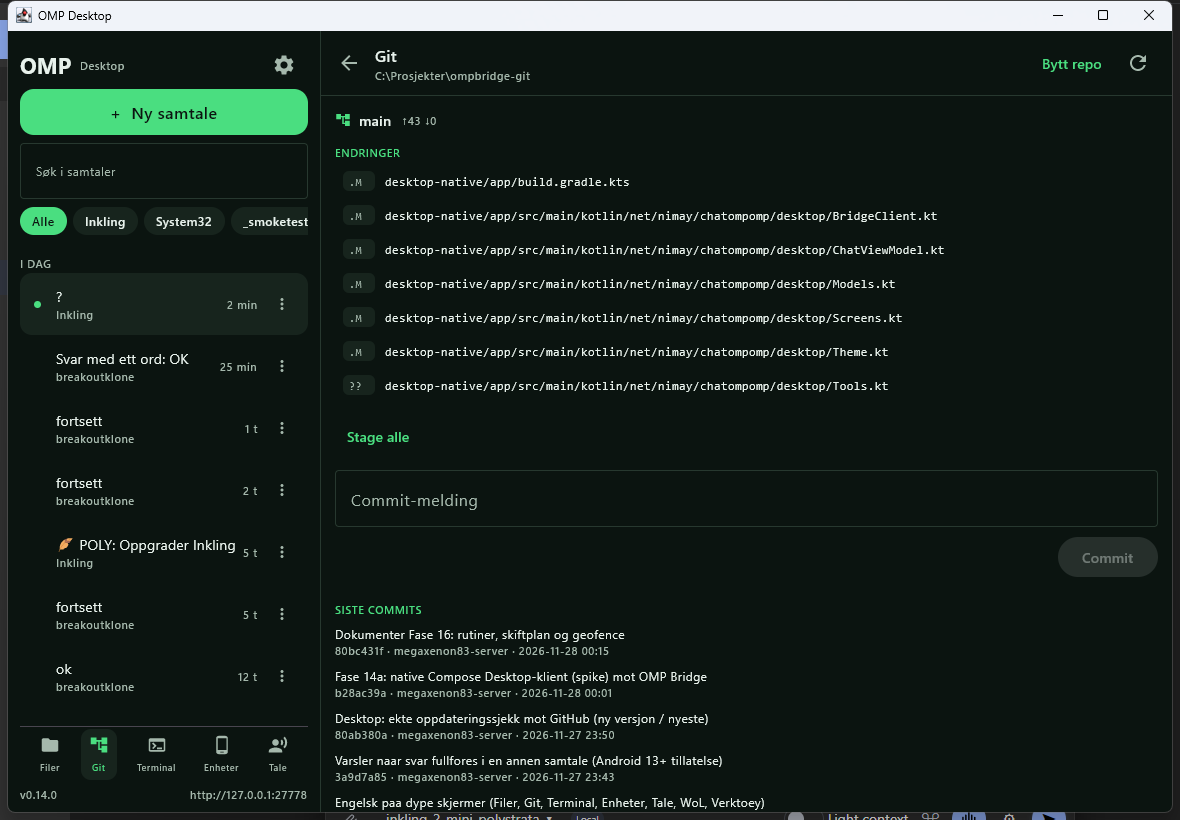 OMP Desktop
OMP Desktop
+ Ny samtale
Søk i samtaler
Alle Inkling System32 _smoketest
I DAG
?
Inkling
2 min
Svar med ett ord: OK
breakoutklone
25 min
fortsett
breakoutklone
1 t
fortsett
breakoutklone
2 t
POLY: Oppgrader Inkling
Inkling
5 t
fortsett
breakoutklone
5 t
ok
breakoutklone
12 t
Filer Git Terminal Enheter Tale
v0.14.0 http://127.0.0.1:27778
Git
C:\Prosjekter\ompbridge-git
Bytt repo
main ↑43 ↓0
ENDRINGER
.M desktop-native/app/build.gradle.kts
.M desktop-native/app/src/main/kotlin/net/nimay/chatompomp/desktop/BridgeClient.kt
.M desktop-native/app/src/main/kotlin/net/nimay/chatompomp/desktop/ChatViewModel.kt
.M desktop-native/app/src/main/kotlin/net/nimay/chatompomp/desktop/Models.kt
.M desktop-native/app/src/main/kotlin/net/nimay/chatompomp/desktop/Screens.kt
.M desktop-native/app/src/main/kotlin/net/nimay/chatompomp/desktop/Theme.kt
?? desktop-native/app/src/main/kotlin/net/nimay/chatompomp/desktop/Tools.kt
Stage alle
Commit-melding
Commit
SISTE COMMITS
Dokumenter Fase 16: rutiner, skiftplan og geofence
80bc431f · megaxenon83-server · 2026-11-28 00:15
Fase 14a: native Compose Desktop-klient (spike) mot OMP Bridge
b28ac39a · megaxenon83-server · 2026-11-28 00:01
Desktop: ekte oppdateringssjekk mot GitHub (ny versjon / nyeste)
80ab380a · megaxenon83-server · 2026-11-27 23:50
Varsler naar svar fullfores i en annen samtale (Android 13+ tillatelse)
3a9d7a85 · megaxenon83-server · 2026-11-27 23:43
Engelsk paa dype skjermer (Filer, Git, Terminal, Enheter, Tale, WoL, Verktoey)
inkling 2 mini polystrata Local Light context